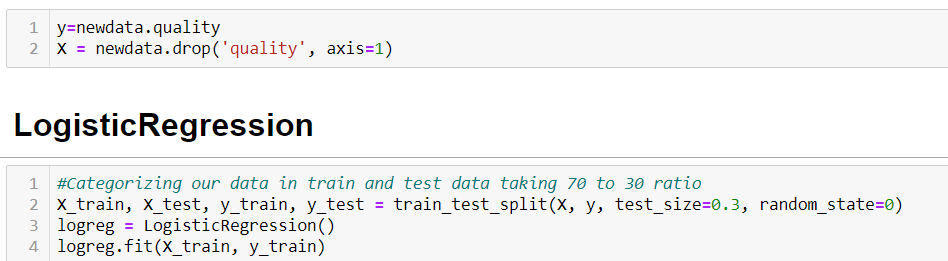 1 y=newdata.quality
2 X = newdata.drop('quality', axis=1)
LogisticRegression
1 #Categorizing our data in train and test data taking 70 to 30 ratio
2 X_train, X_test, y_train, y_test = train_test_split(X, y, test_size=0.3, random_state=0)
3 logreg = LogisticRegression()
4 logreg.fit(X_train, y_train)